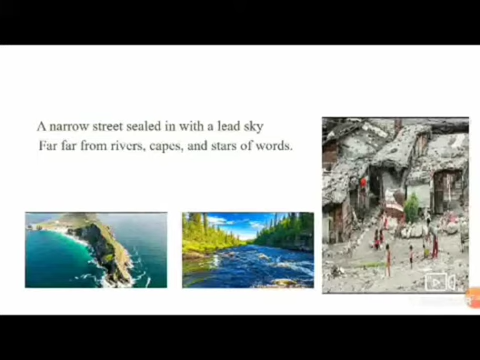 A narrow street sealed in with a lead sky
Far far from rivers, capes, and stars of words.